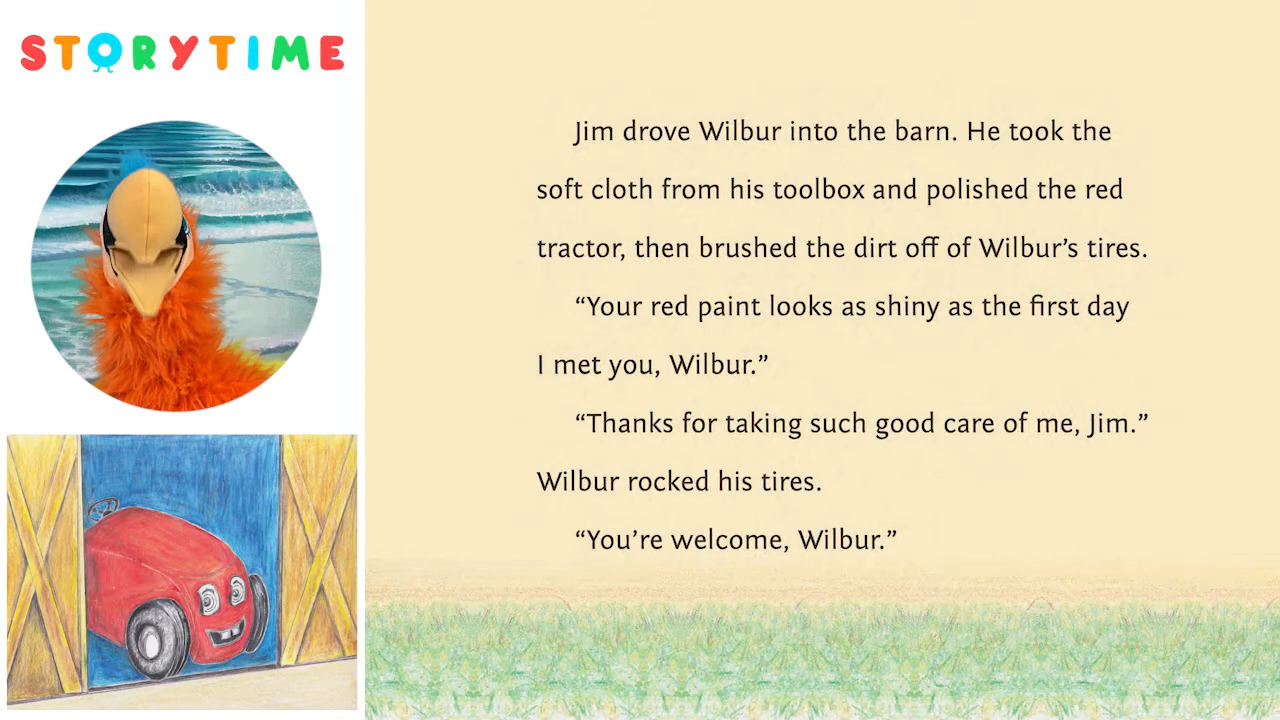 STORYTIME
Jim drove Wilbur into the barn. He took the
soft cloth from his toolbox and polished the red
tractor, then brushed the dirt off of Wilbur’s tires.
“Your red paint looks as shiny as the first day
I met you, Wilbur.”
“Thanks for taking such good care of me, Jim.”
Wilbur rocked his tires.
“You’re welcome, Wilbur.”